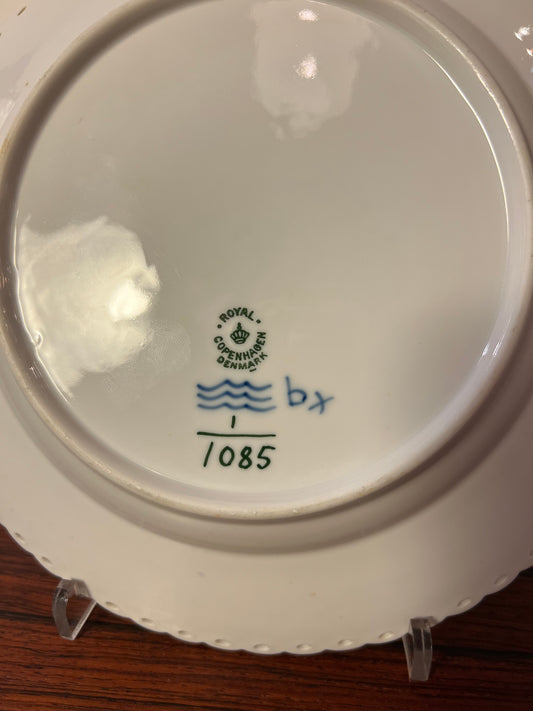 ROYAL
COPENHAGEN
DENMARK
bx
1
1085